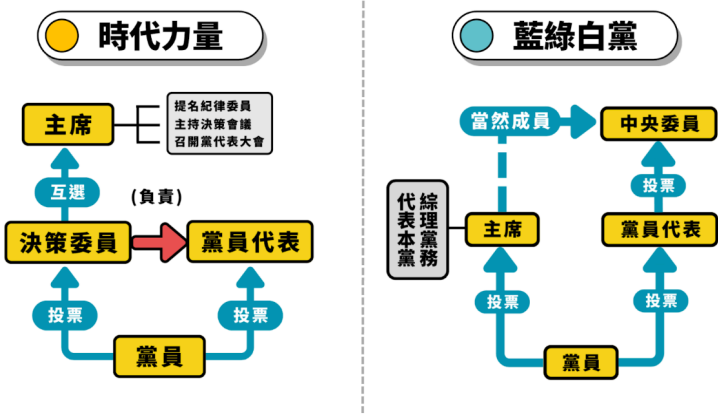 時代力量
主席
提名紀律委員
主持決策會議
召開黨代表大會
互選
(負責)
決策委員
黨員代表
投票
投票
黨員
藍綠白黨
當然成員
中央委員
投票
綜理黨務
代表本黨
主席
黨員代表
投票
投票
黨員